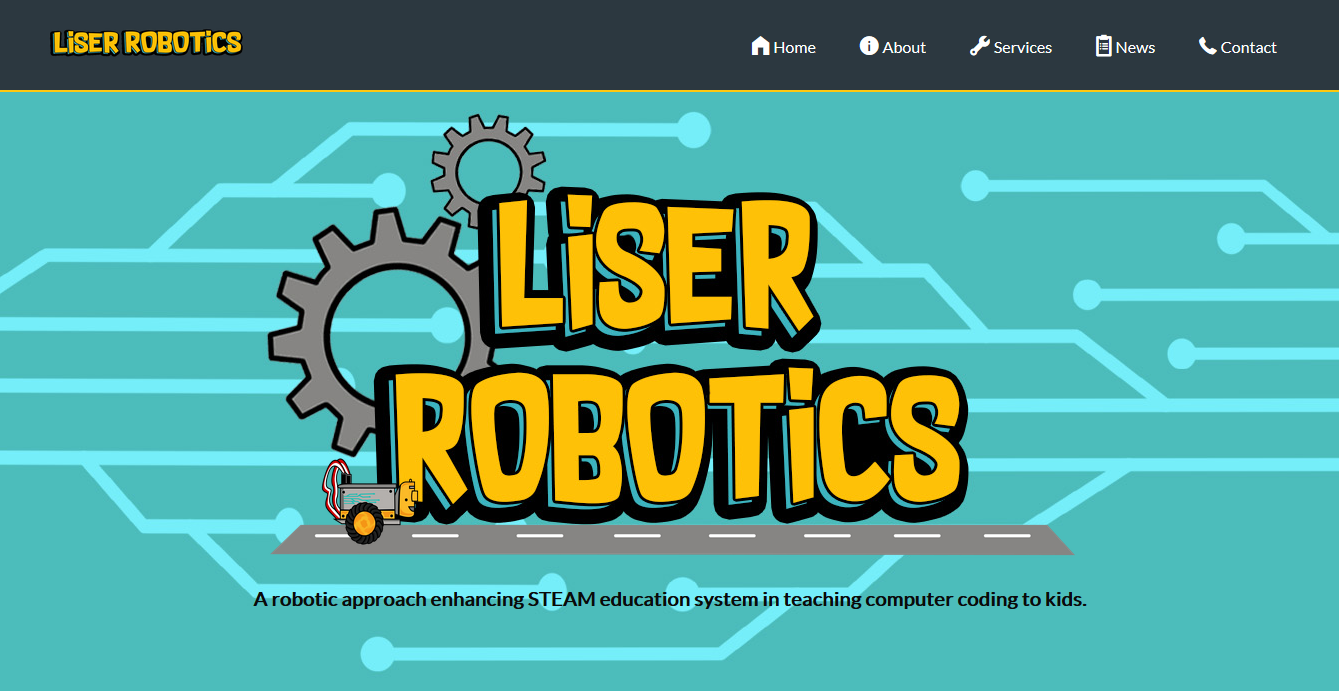 LiSER ROBOTiCS
Home About Services News Contact
LiSER
ROBOTiCS
A robotic approach enhancing STEAM education system in teaching computer coding to kids.